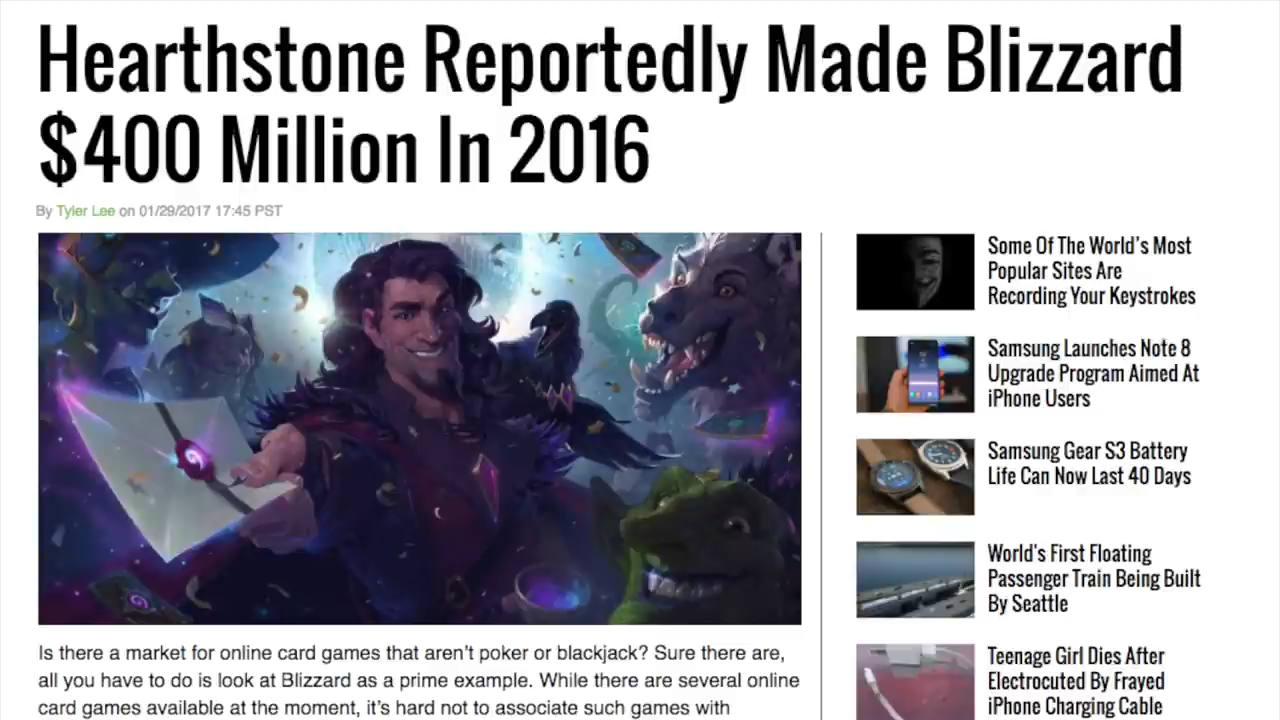 Hearthstone Reportedly Made Blizzard
$400 Million In 2016
By Tyler Lee on 01/29/2017 17:45 PST
Is there a market for online card games that aren't poker or blackjack? Sure there are,
all you have to do is look at Blizzard as a prime example. While there are several online
card games available at the moment, it's hard not to associate such games with
Some Of The World's Most
Popular Sites Are
Recording Your Keystrokes
Samsung Launches Note 8
Upgrade Program Aimed At
iPhone Users
Samsung Gear S3 Battery
Life Can Now Last 40 Days
World's First Floating
Passenger Train Being Built
By Seattle
Teenage Girl Dies After
Electrocuted By Frayed
iPhone Charging Cable